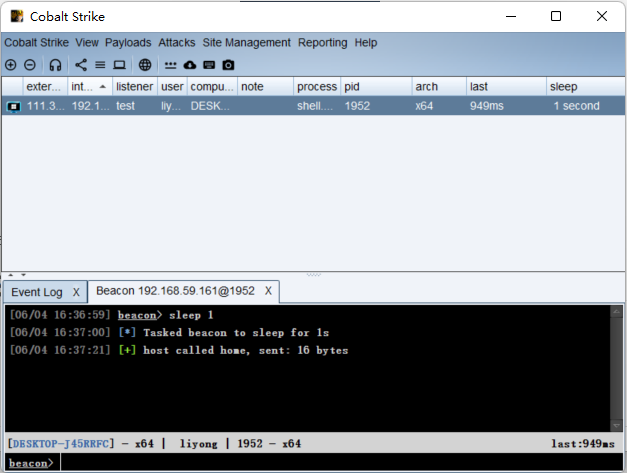 Cobalt Strike
Cobalt Strike View Payloads Attacks Site Management Reporting Help
exter... int... listener user compu... note process pid arch last sleep
111.3... 192.1... test liy... DESK... shell.... 1952 x64 949ms 1 second
Event Log X Beacon 192.168.59.161@1952 X
[06/04 16:36:59] beacon> sleep 1
[06/04 16:37:00] [*] Tasked beacon to sleep for 1s
[06/04 16:37:21] [+] host called home, sent: 16 bytes
[DESKTOP-J45RRFC] - x64 | liyong | 1952 - x64 last:949ms
beacon>